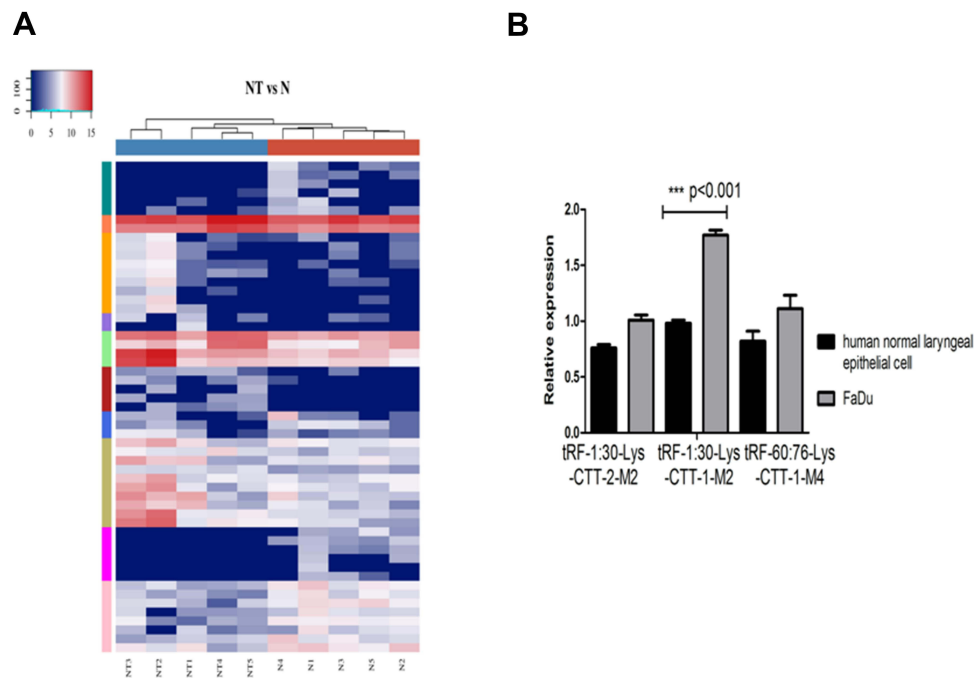 A
B
0 100
0 5 10 15
NT vs N
NT3 NT2 NT1 NT4 NT5 N4 N1 N3 N5 N2
*** p<0.001
Relative expression
2.0
1.5
1.0
0.5
0.0
tRF-1:30-Lys
-CTT-2-M2
tRF-1:30-Lys
-CTT-1-M2
tRF-60:76-Lys
-CTT-1-M4
human normal laryngeal
epithelial cell
FaDu